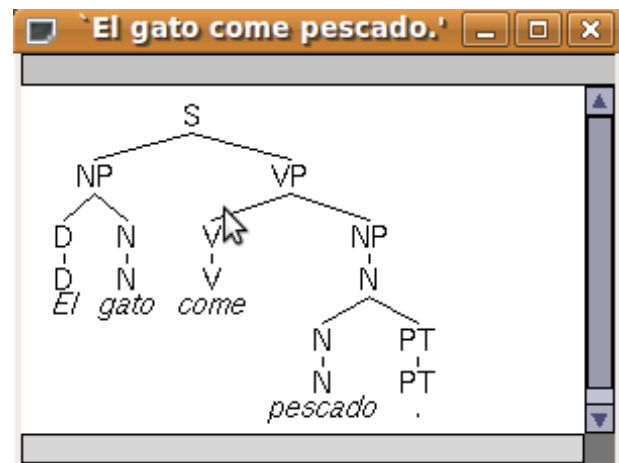 `El gato come pescado.'
S
NP VP
D N V NP
D N V N
El gato come
N PT
N PT
pescado .